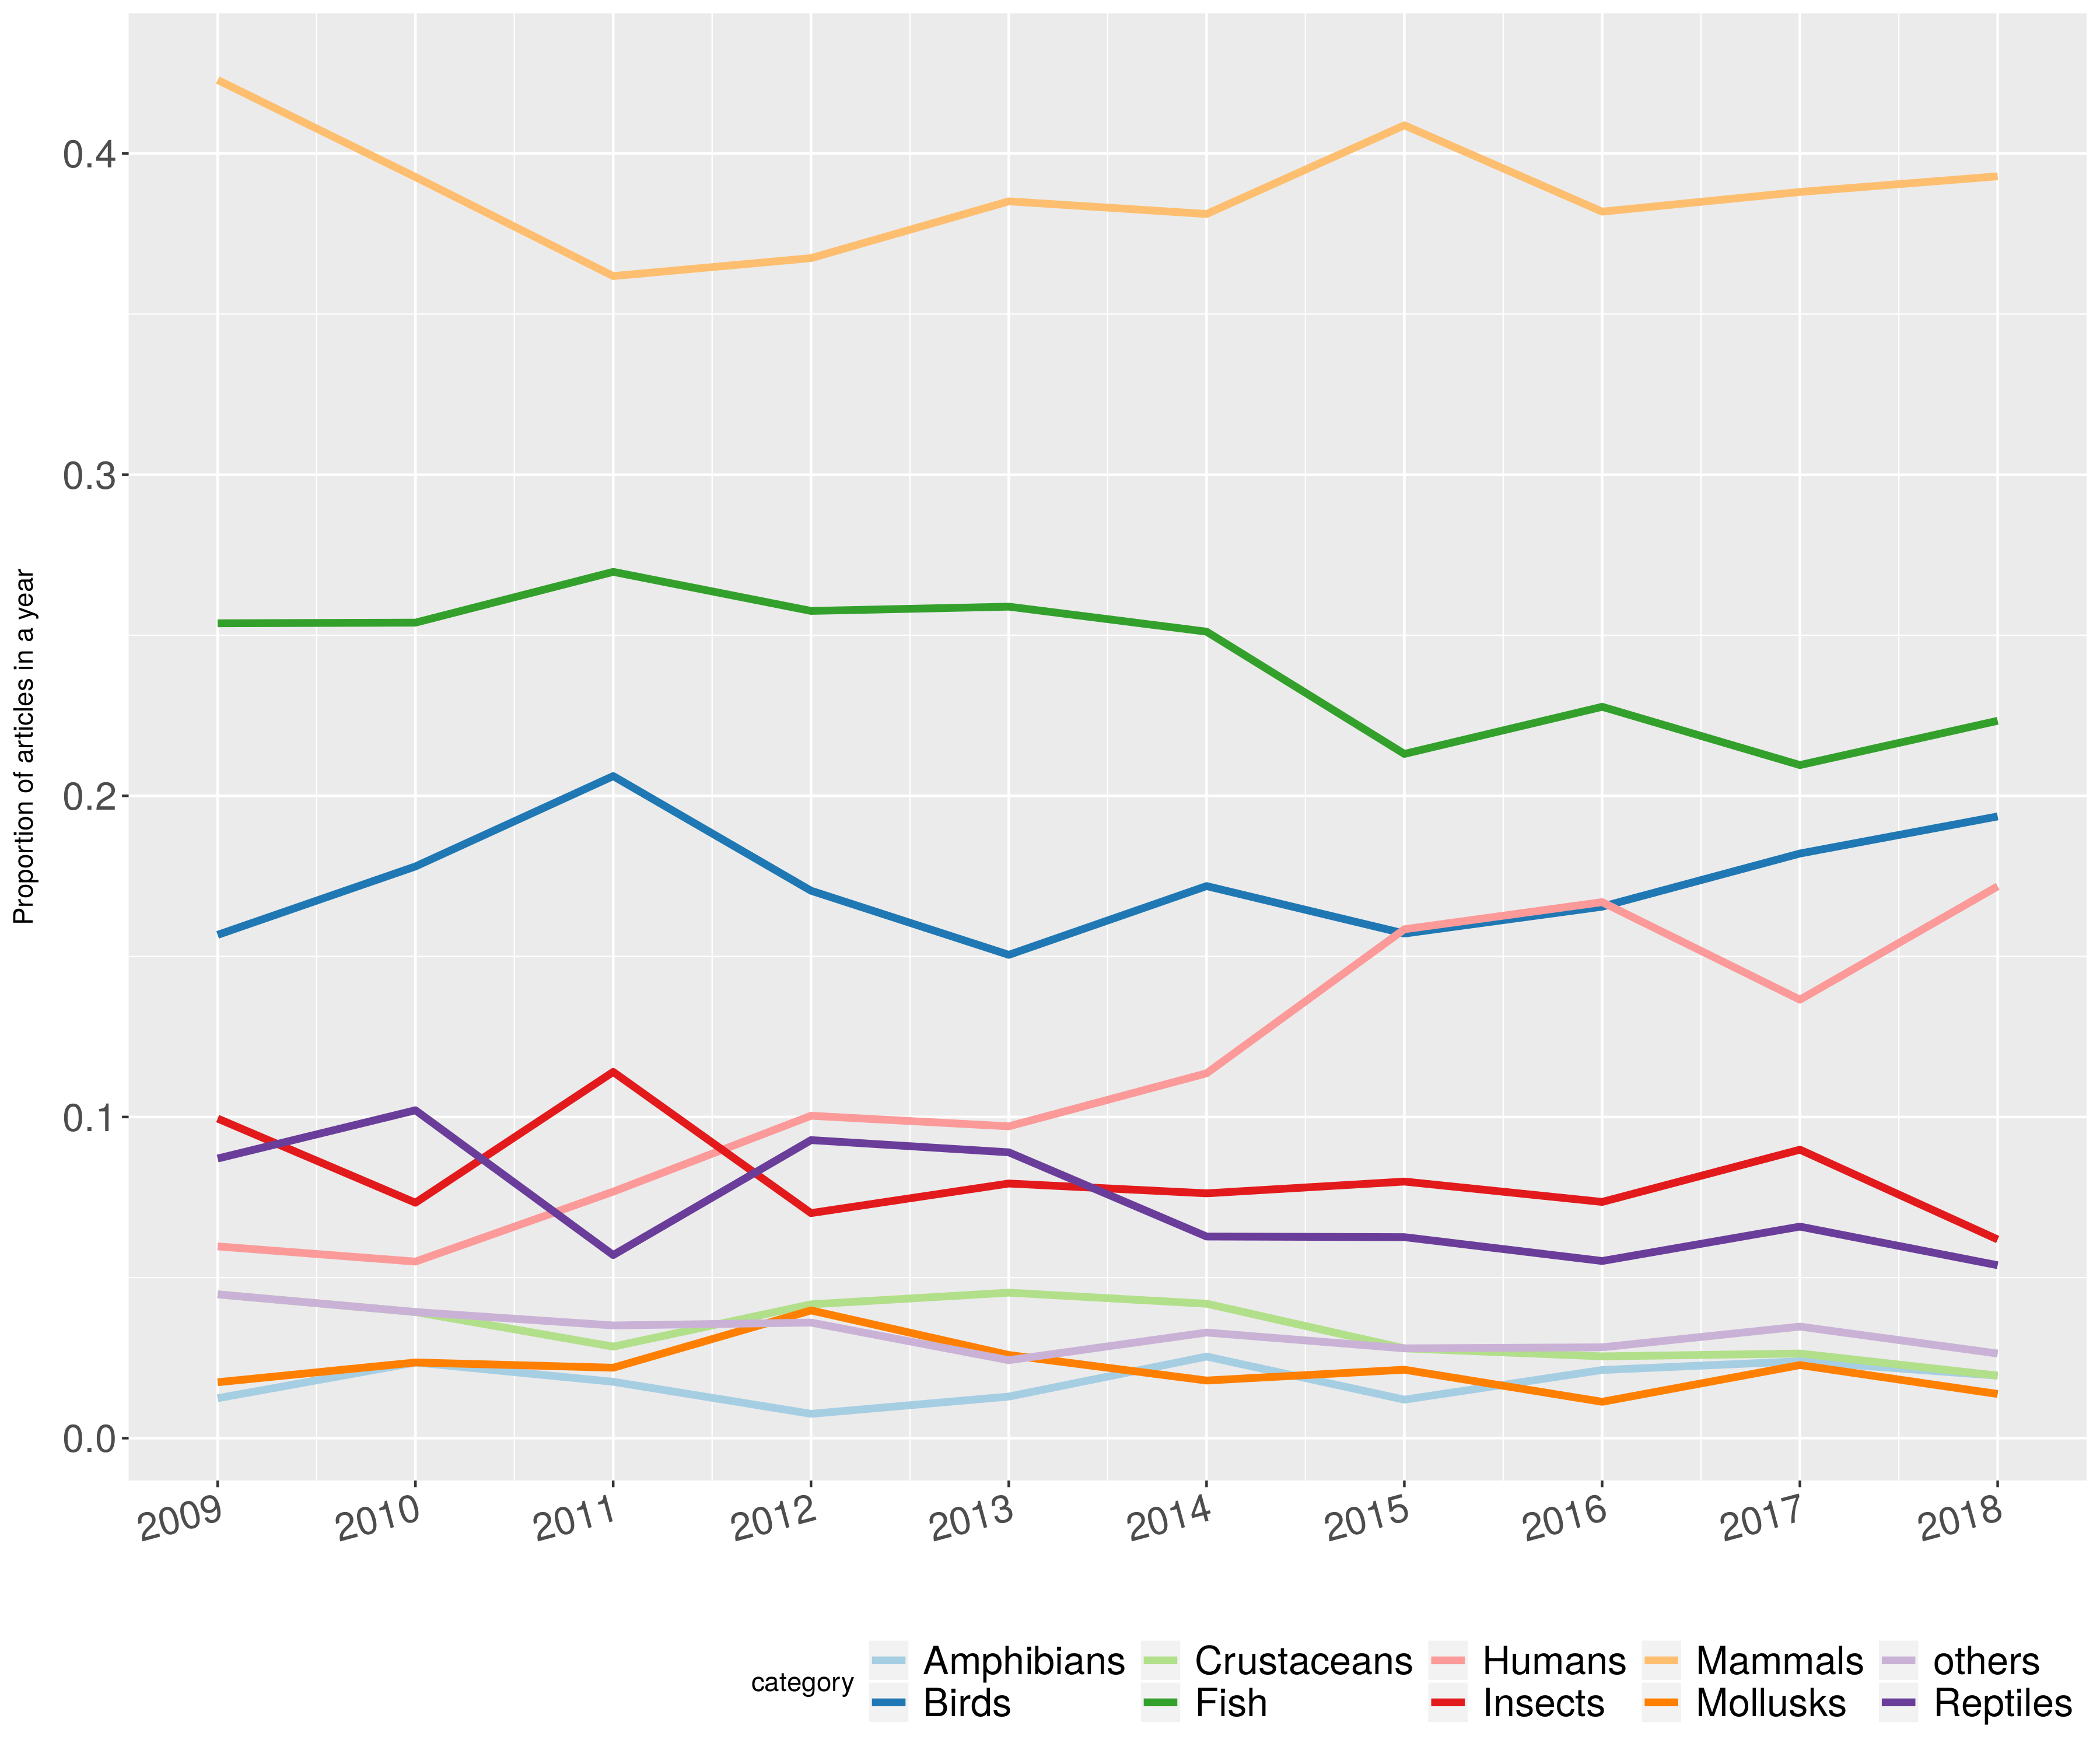 Proportion of articles in a year
0.4
0.3
0.2
0.1
0.0
2009 2010 2011 2012 2013 2014 2015 2016 2017 2018
category
Amphibians Crustaceans Humans Mammals others
Birds Fish Insects Mollusks Reptiles